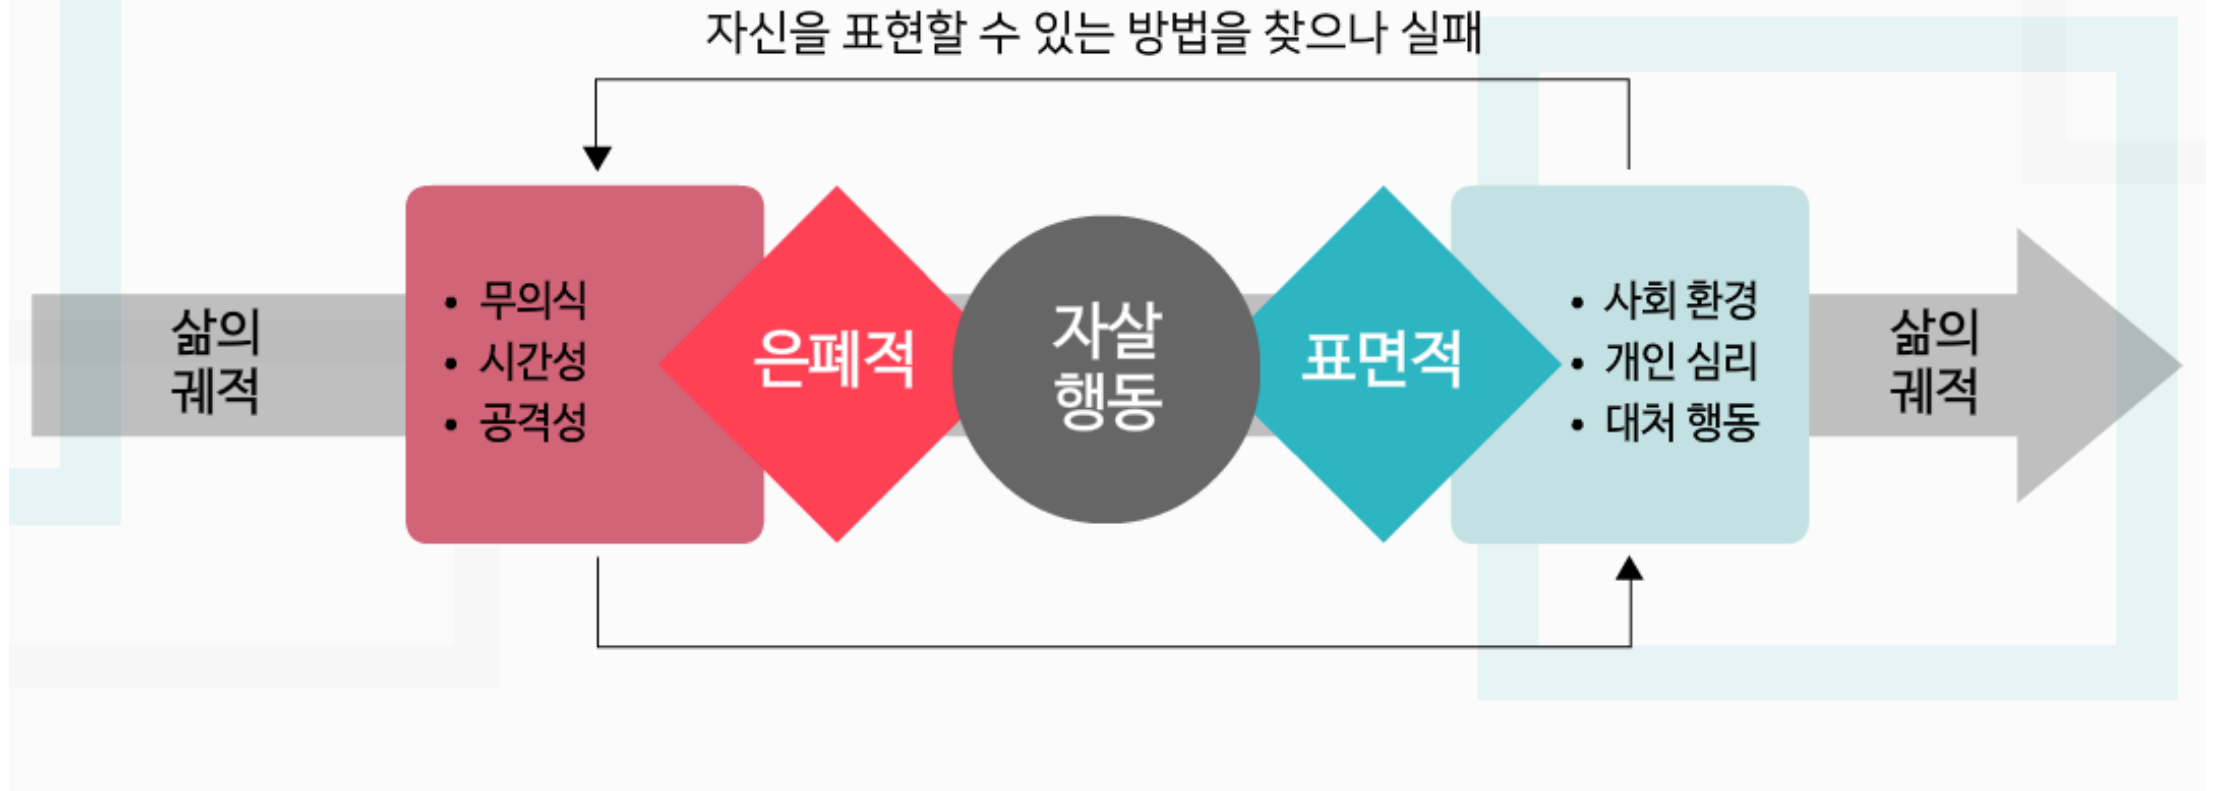 자신을 표현할 수 있는 방법을 찾으나 실패
삶의
궤적
• 무의식
• 시간성
• 공격성
은폐적
자살
행동
표면적
• 사회 환경
• 개인 심리
• 대처 행동
삶의
궤적